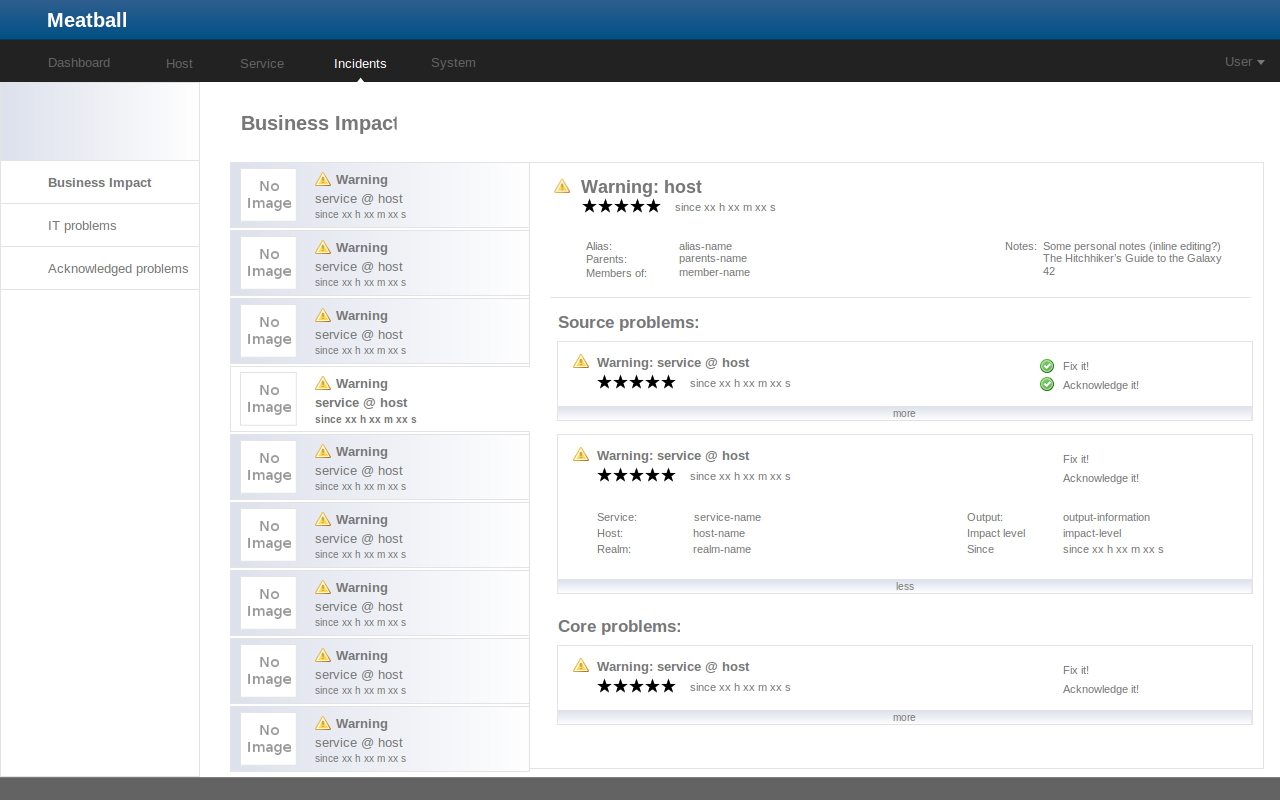 Meatball
Dashboard Host Service Incidents System User
Business Impact
Business Impact
IT problems
Acknowledged problems
No Image Warning
service @ host
since xx h xx m xx s
No Image Warning
service @ host
since xx h xx m xx s
No Image Warning
service @ host
since xx h xx m xx s
No Image Warning
service @ host
since xx h xx m xx s
No Image Warning
service @ host
since xx h xx m xx s
No Image Warning
service @ host
since xx h xx m xx s
No Image Warning
service @ host
since xx h xx m xx s
No Image Warning
service @ host
since xx h xx m xx s
No Image Warning
service @ host
since xx h xx m xx s
Warning: host
★★★★★ since xx h xx m xx s
Alias: alias-name
Parents: parents-name
Members of: member-name
Notes: Some personal notes (inline editing?)
The Hitchhiker's Guide to the Galaxy
42
Source problems:
Warning: service @ host
★★★★★ since xx h xx m xx s
Fix it!
Acknowledge it!
more
Warning: service @ host
★★★★★ since xx h xx m xx s
Fix it!
Acknowledge it!
Service: service-name
Host: host-name
Realm: realm-name
Output: output-information
Impact level impact-level
Since since xx h xx m xx s
less
Core problems:
Warning: service @ host
★★★★★ since xx h xx m xx s
Fix it!
Acknowledge it!
more